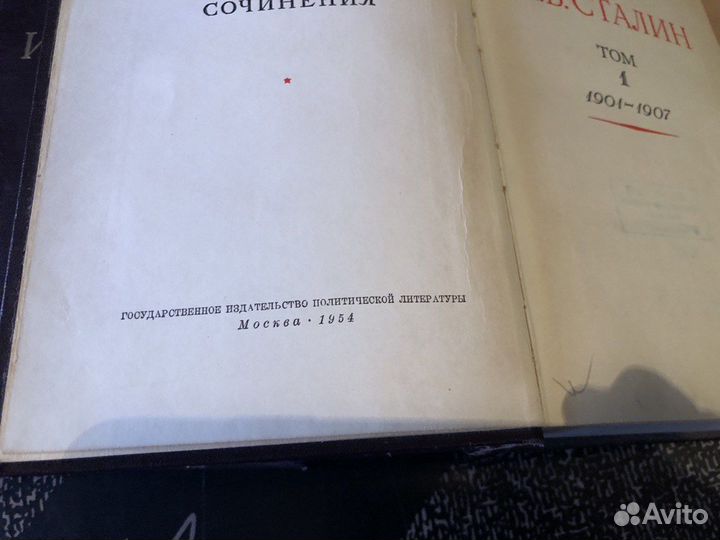 СОЧИНЕНИЯ
ГОСУДАРСТВЕННОЕ ИЗДАТЕЛЬСТВО ПОЛИТИЧЕСКОЙ ЛИТЕРАТУРЫ
Москва · 1954
.В. СТАЛИН
ТОМ
1
1901–1907
Avito